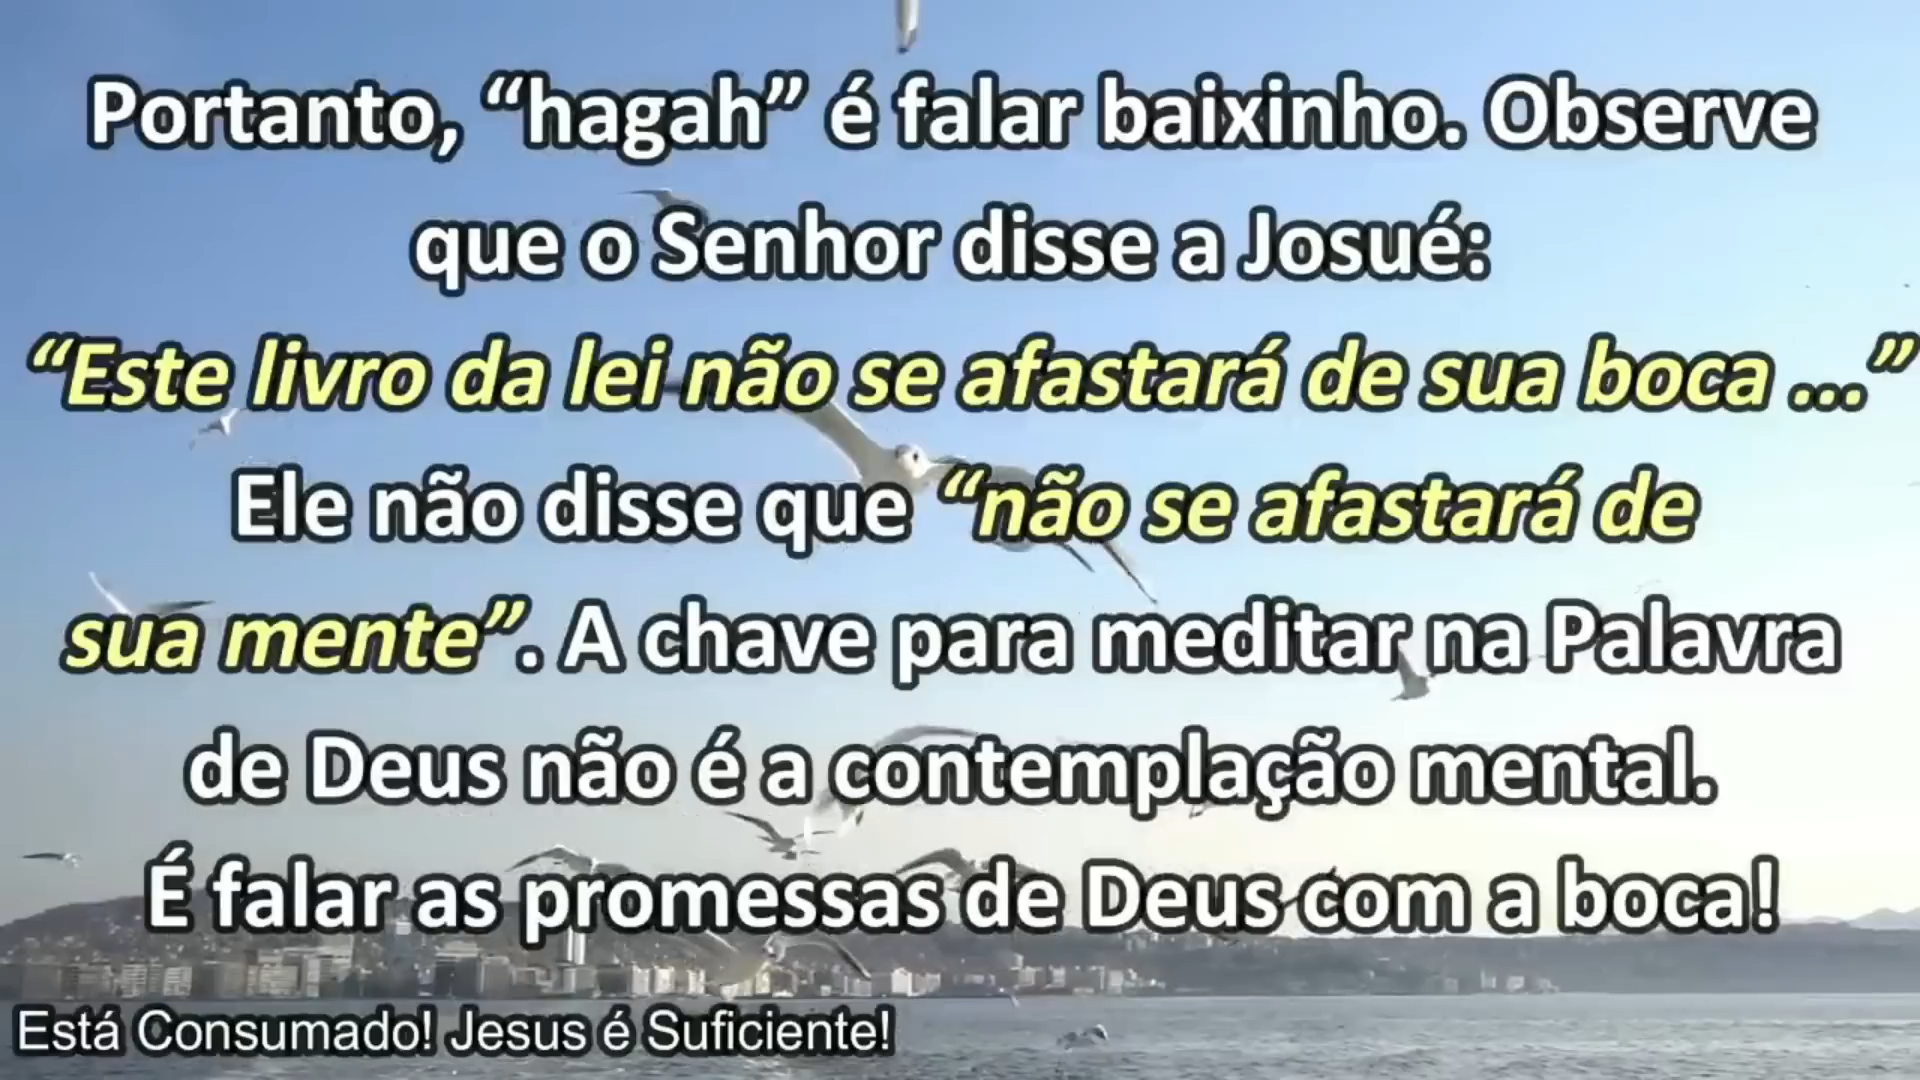 Portanto, “hagah” é falar baixinho. Observe
que o Senhor disse a Josué:
“Este livro da lei não se afastará de sua boca ...”
Ele não disse que “não se afastará de
sua mente”. A chave para meditar na Palavra
de Deus não é a contemplação mental.
É falar as promessas de Deus com a boca!
Está Consumado! Jesus é Suficiente!